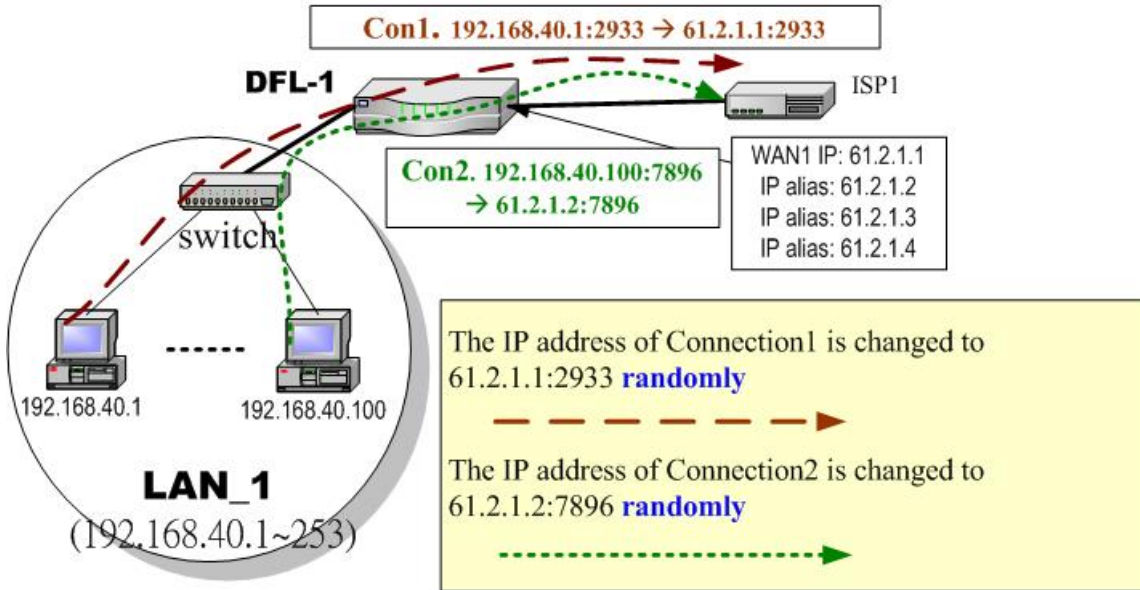 Con1. 192.168.40.1:2933 → 61.2.1.1:2933
DFL-1
ISP1
Con2. 192.168.40.100:7896
→ 61.2.1.2:7896
WAN1 IP: 61.2.1.1
IP alias: 61.2.1.2
IP alias: 61.2.1.3
IP alias: 61.2.1.4
switch
192.168.40.1
192.168.40.100
LAN_1
(192.168.40.1~253)
The IP address of Connection1 is changed to
61.2.1.1:2933 randomly
The IP address of Connection2 is changed to
61.2.1.2:7896 randomly